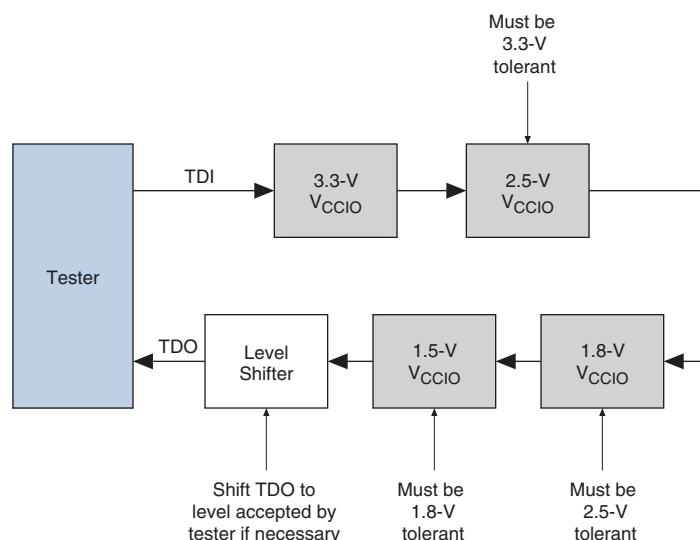 Must be
3.3-V
tolerant
TDI
3.3-V
VCCIO
2.5-V
VCCIO
Tester
TDO
Level
Shifter
1.5-V
VCCIO
1.8-V
VCCIO
Shift TDO to
level accepted by
tester if necessary
Must be
1.8-V
tolerant
Must be
2.5-V
tolerant